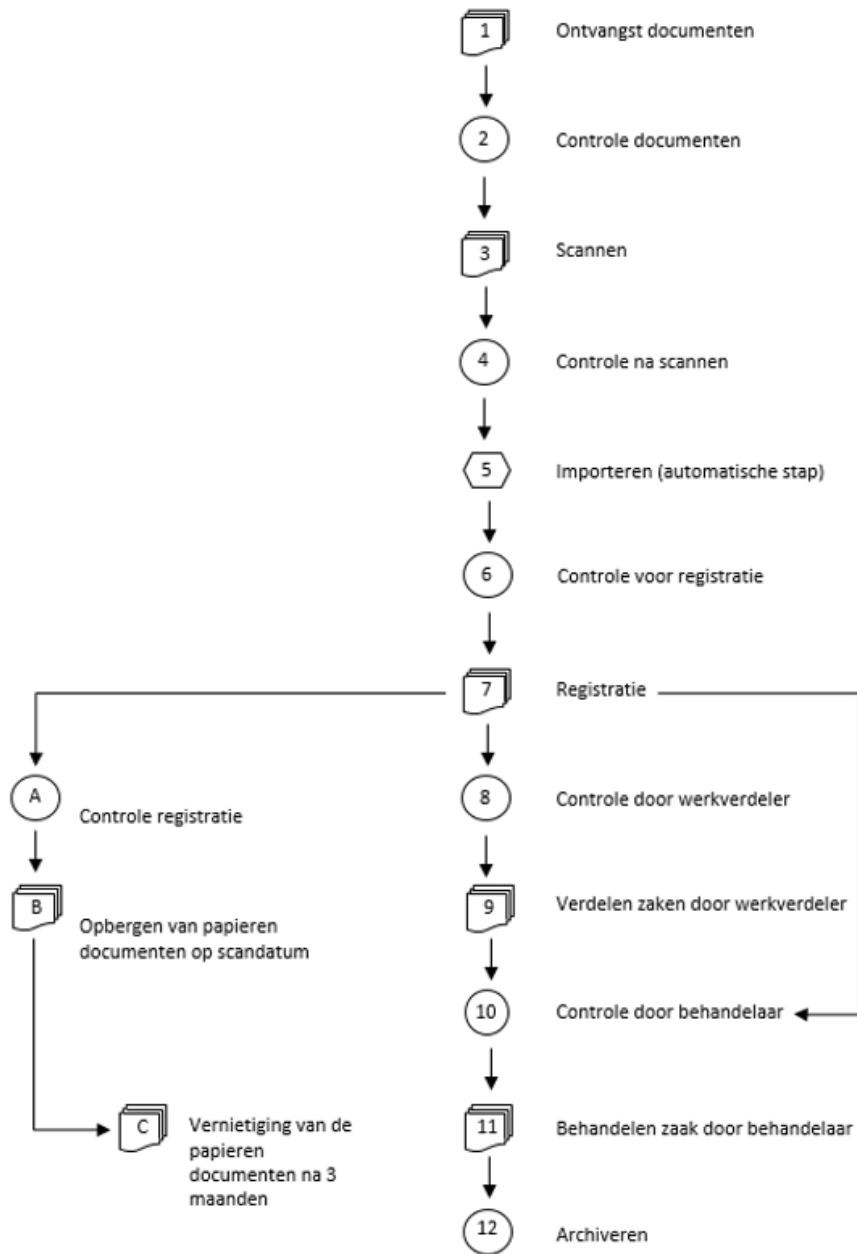 1 Ontvangst documenten
2 Controle documenten
3 Scannen
4 Controle na scannen
5 Importeren (automatische stap)
6 Controle voor registratie
7 Registratie
A Controle registratie
8 Controle door werkverdeler
B Opbergen van papieren
documenten op scandatum
9 Verdelen zaken door werkverdeler
10 Controle door behandelaar
C Vernietiging van de
papieren
documenten na 3
maanden
11 Behandelen zaak door behandelaar
12 Archiveren